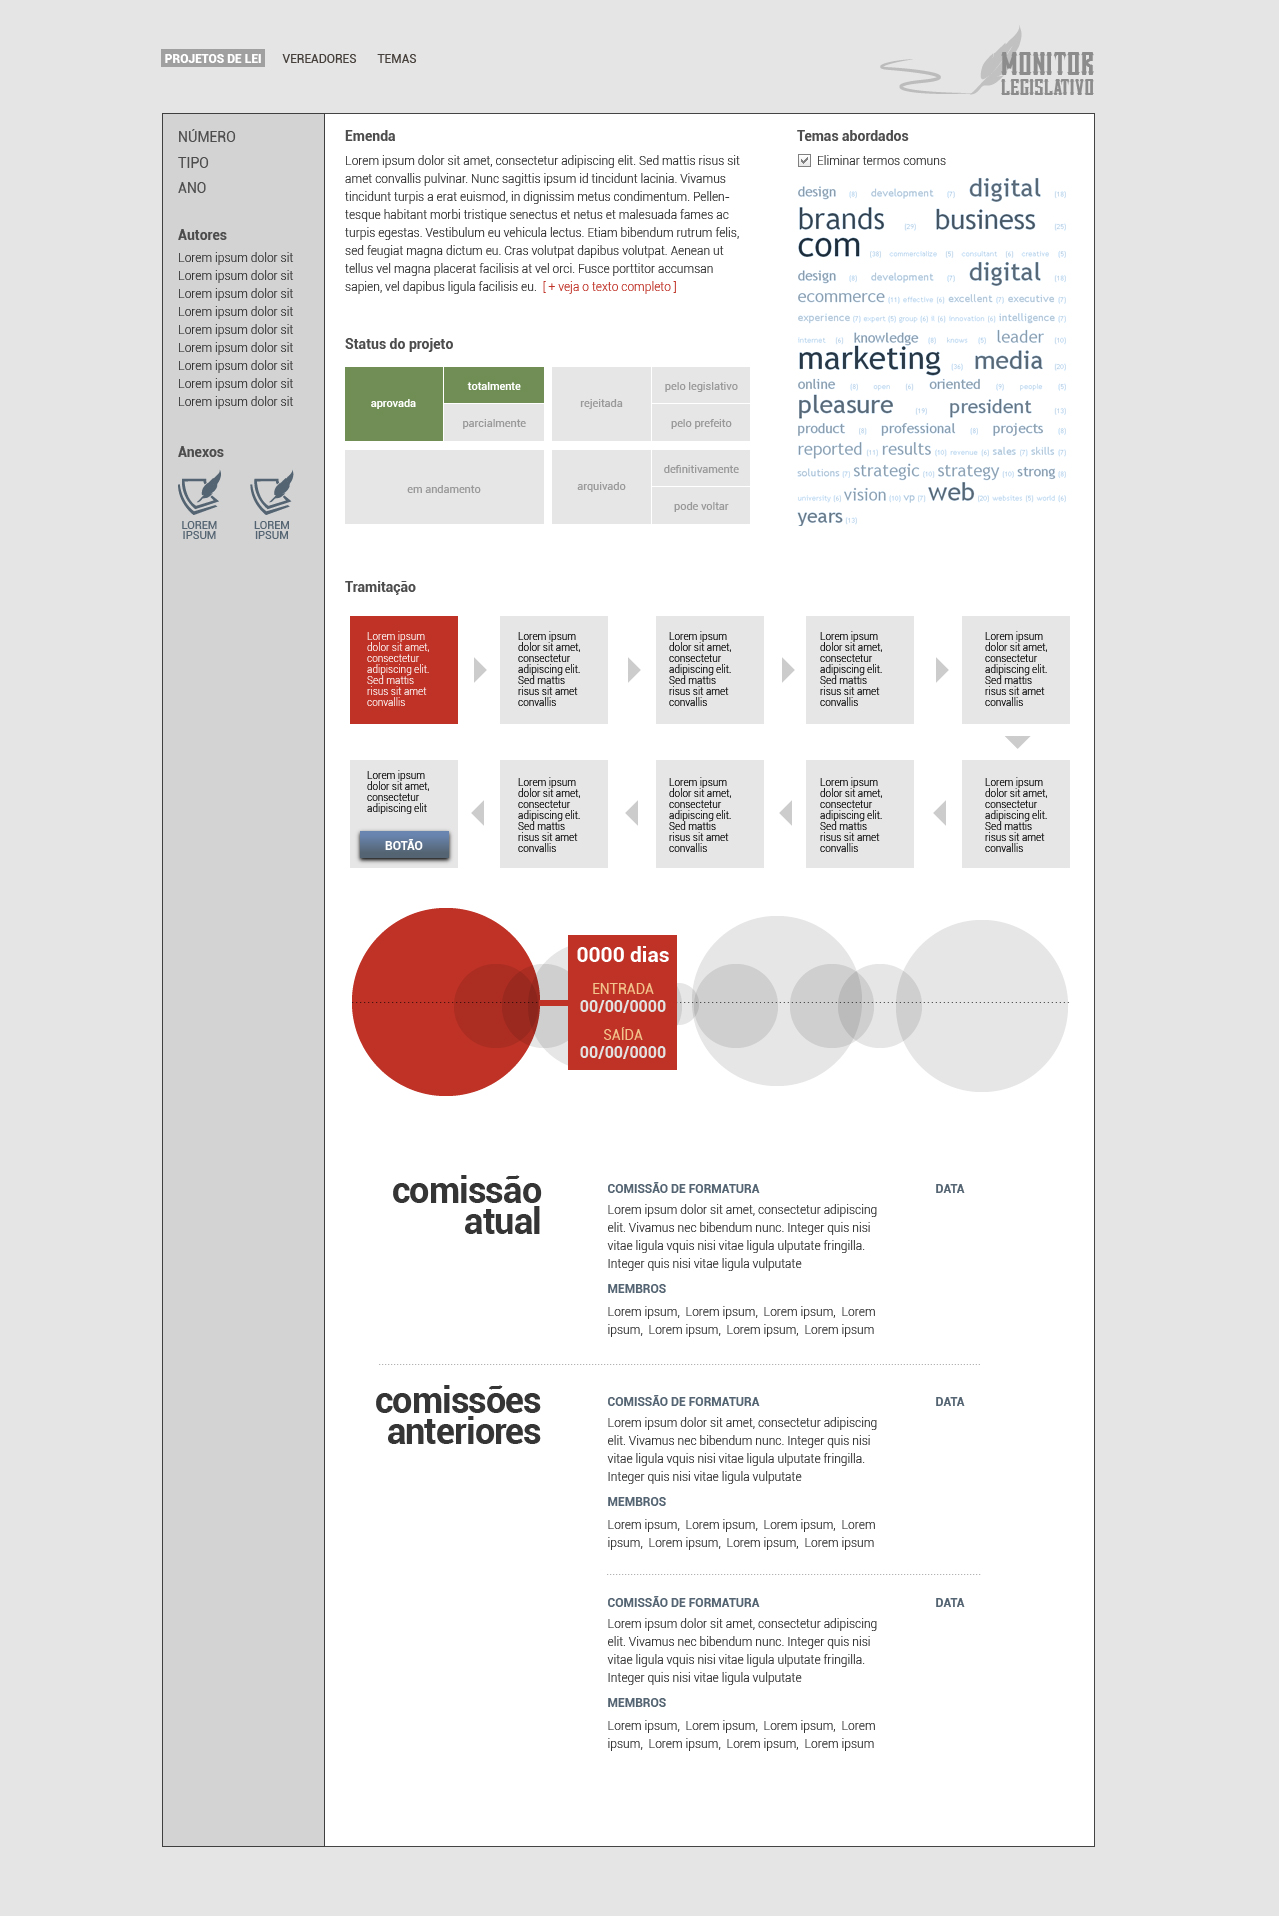 PROJETOS DE LEI VEREADORES TEMAS
MONITOR
LEGISLATIVO
NÚMERO
TIPO
ANO
Autores
Lorem ipsum dolor sit
Lorem ipsum dolor sit
Lorem ipsum dolor sit
Lorem ipsum dolor sit
Lorem ipsum dolor sit
Lorem ipsum dolor sit
Lorem ipsum dolor sit
Lorem ipsum dolor sit
Lorem ipsum dolor sit
Anexos
LOREM
IPSUM
LOREM
IPSUM
Emenda
Lorem ipsum dolor sit amet, consectetur adipiscing elit. Sed mattis risus sit
amet convallis pulvinar. Nunc sagittis ipsum id tincidunt lacinia. Vivamus
tincidunt turpis a erat euismod, in dignissim metus condimentum. Pellen-
tesque habitant morbi tristique senectus et netus et malesuada fames ac
turpis egestas. Vestibulum eu vehicula lectus. Etiam bibendum rutrum felis,
sed feugiat magna dictum eu. Cras volutpat dapibus volutpat. Aenean ut
tellus vel magna placerat facilisis at vel orci. Fusce porttitor accumsan
sapien, vel dapibus ligula facilisis eu. [ + veja o texto completo ]
Temas abordados
Eliminar termos comuns
design (8) development (7) digital (18)
brands (29) business (25)
com (38) commercialize (5) consultant (6) creative (5)
design (8) development (7) digital (18)
ecommerce (11) effective (6) excellent (7) executive (7)
experience (7) expert (5) group (6) ii (6) innovation (6) intelligence (7)
internet (6) knowledge (8) knows (5) leader (10)
marketing (36) media (20)
online (8) open (6) oriented (9) people (5)
pleasure (19) president (13)
product (8) professional (8) projects (8)
reported (11) results (10) revenue (6) sales (7) skills (7)
solutions (7) strategic (10) strategy (10) strong (8)
university (6) vision (10) vp (7) web (20) websites (5) world (6)
years (13)
Status do projeto
aprovada
totalmente
parcialmente
rejeitada
pelo legislativo
pelo prefeito
em andamento
arquivado
definitivamente
pode voltar
Tramitação
Lorem ipsum
dolor sit amet,
consectetur
adipiscing elit.
Sed mattis
risus sit amet
convallis
Lorem ipsum
dolor sit amet,
consectetur
adipiscing elit.
Sed mattis
risus sit amet
convallis
Lorem ipsum
dolor sit amet,
consectetur
adipiscing elit.
Sed mattis
risus sit amet
convallis
Lorem ipsum
dolor sit amet,
consectetur
adipiscing elit.
Sed mattis
risus sit amet
convallis
Lorem ipsum
dolor sit amet,
consectetur
adipiscing elit.
Sed mattis
risus sit amet
convallis
Lorem ipsum
dolor sit amet,
consectetur
adipiscing elit
BOTÃO
Lorem ipsum
dolor sit amet,
consectetur
adipiscing elit.
Sed mattis
risus sit amet
convallis
Lorem ipsum
dolor sit amet,
consectetur
adipiscing elit.
Sed mattis
risus sit amet
convallis
Lorem ipsum
dolor sit amet,
consectetur
adipiscing elit.
Sed mattis
risus sit amet
convallis
Lorem ipsum
dolor sit amet,
consectetur
adipiscing elit.
Sed mattis
risus sit amet
convallis
0000 dias
ENTRADA
00/00/0000
SAÍDA
00/00/0000
comissão
atual
COMISSÃO DE FORMATURA DATA
Lorem ipsum dolor sit amet, consectetur adipiscing
elit. Vivamus nec bibendum nunc. Integer quis nisi
vitae ligula vquis nisi vitae ligula ulputate fringilla.
Integer quis nisi vitae ligula vulputate
MEMBROS
Lorem ipsum, Lorem ipsum, Lorem ipsum, Lorem
ipsum, Lorem ipsum, Lorem ipsum, Lorem ipsum
comissões
anteriores
COMISSÃO DE FORMATURA DATA
Lorem ipsum dolor sit amet, consectetur adipiscing
elit. Vivamus nec bibendum nunc. Integer quis nisi
vitae ligula vquis nisi vitae ligula ulputate fringilla.
Integer quis nisi vitae ligula vulputate
MEMBROS
Lorem ipsum, Lorem ipsum, Lorem ipsum, Lorem
ipsum, Lorem ipsum, Lorem ipsum, Lorem ipsum
COMISSÃO DE FORMATURA DATA
Lorem ipsum dolor sit amet, consectetur adipiscing
elit. Vivamus nec bibendum nunc. Integer quis nisi
vitae ligula vquis nisi vitae ligula ulputate fringilla.
Integer quis nisi vitae ligula vulputate
MEMBROS
Lorem ipsum, Lorem ipsum, Lorem ipsum, Lorem
ipsum, Lorem ipsum, Lorem ipsum, Lorem ipsum